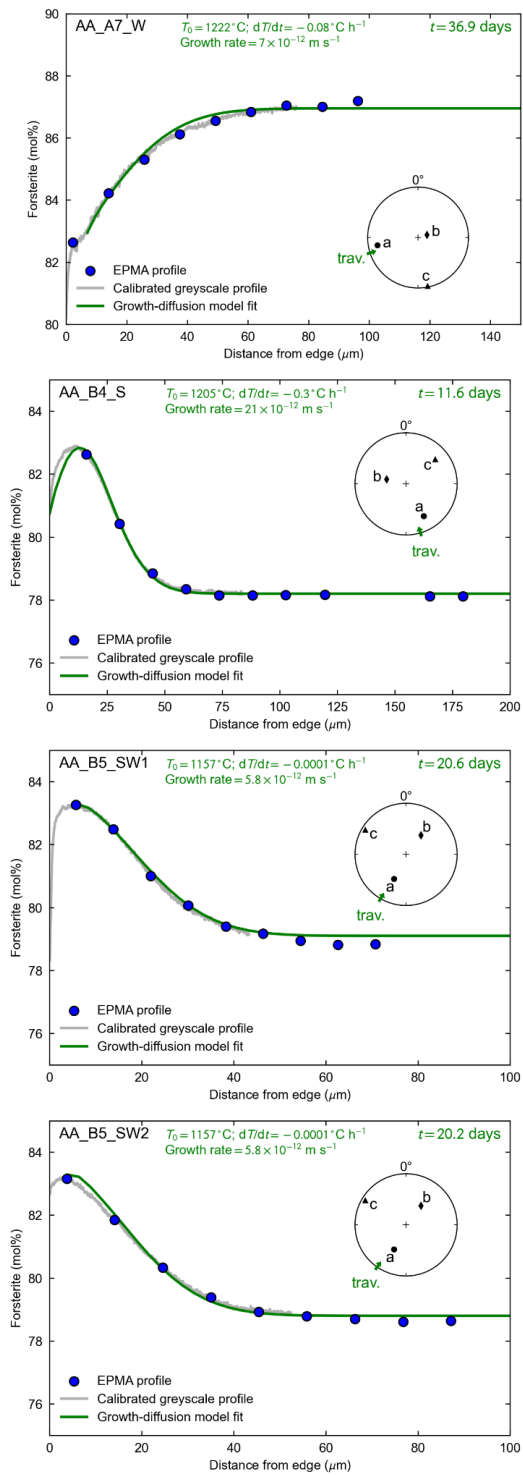 AA_A7_W
T₀ = 1222°C; dT/dt = −0.08°C h⁻¹
Growth rate = 7 × 10⁻¹² m s⁻¹
t = 36.9 days
Forsterite (mol%)
90
88
86
84
82
80
0°
a
b
c
trav.
EPMA profile
Calibrated greyscale profile
Growth-diffusion model fit
0 20 40 60 80 100 120 140
Distance from edge (μm)
AA_B4_S
T₀ = 1205°C; dT/dt = −0.3°C h⁻¹
Growth rate = 21 × 10⁻¹² m s⁻¹
t = 11.6 days
Forsterite (mol%)
84
82
80
78
76
0°
b
c
a
trav.
EPMA profile
Calibrated greyscale profile
Growth-diffusion model fit
0 25 50 75 100 125 150 175 200
Distance from edge (μm)
AA_B5_SW1
T₀ = 1157°C; dT/dt = −0.0001°C h⁻¹
Growth rate = 5.8 × 10⁻¹² m s⁻¹
t = 20.6 days
Forsterite (mol%)
84
82
80
78
76
0°
c
b
a
trav.
EPMA profile
Calibrated greyscale profile
Growth-diffusion model fit
0 20 40 60 80 100
Distance from edge (μm)
AA_B5_SW2
T₀ = 1157°C; dT/dt = −0.0001°C h⁻¹
Growth rate = 5.8 × 10⁻¹² m s⁻¹
t = 20.2 days
Forsterite (mol%)
84
82
80
78
76
0°
c
b
a
trav.
EPMA profile
Calibrated greyscale profile
Growth-diffusion model fit
0 20 40 60 80 100
Distance from edge (μm)